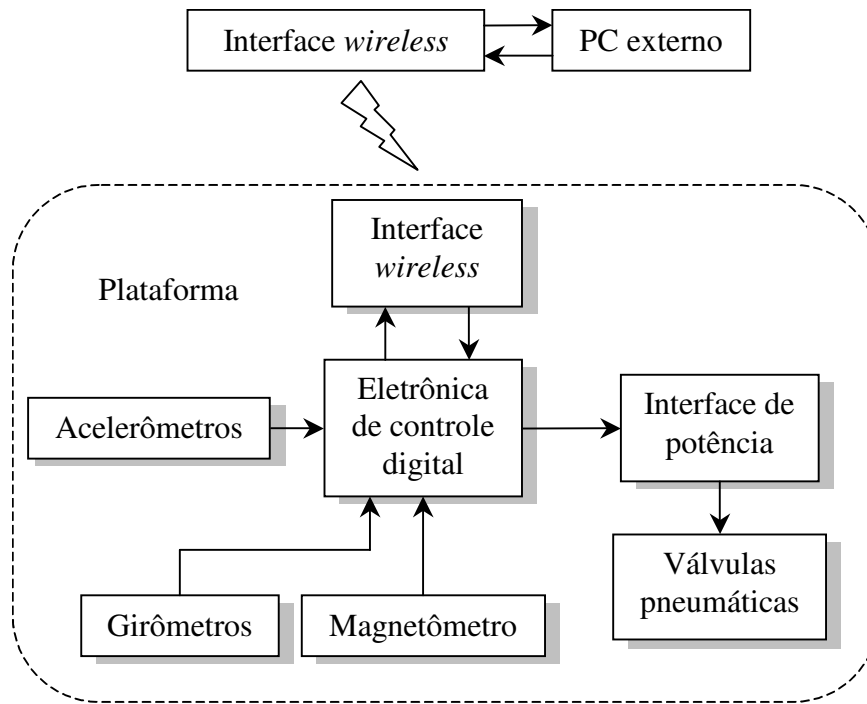 Interface wireless
PC externo
Interface
wireless
Plataforma
Eletrônica
de controle
digital
Acelerômetros
Interface de
potência
Válvulas
pneumáticas
Girômetros
Magnetômetro